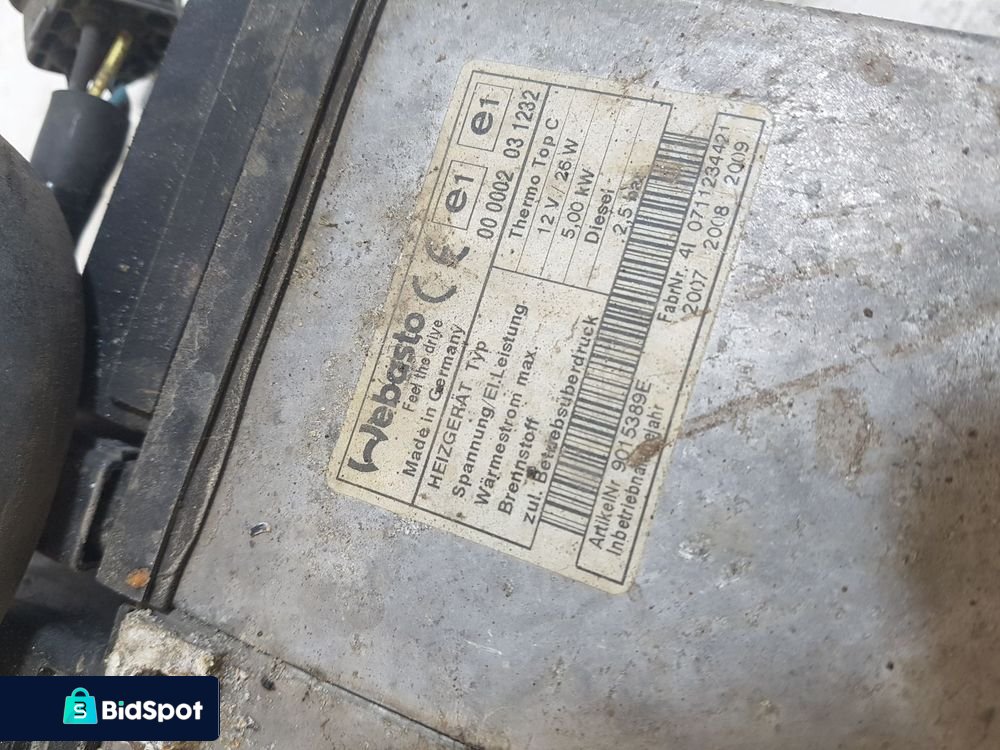 Webasto
Feel the drive
Made in Germany
CE e1 e1
00 0002 03 1232
HEIZGERÄT Typ Thermo Top C
Spannung/El.Leistung 12 V / 26 W
Wärmestrom max. 5,00 kW
Brennstoff Diesel
zul. Betriebsüberdruck 2,5 bar
ArtikelNr 9015389E FabrNr. 4I 0711234421
2007 2008 2009
BidSpot